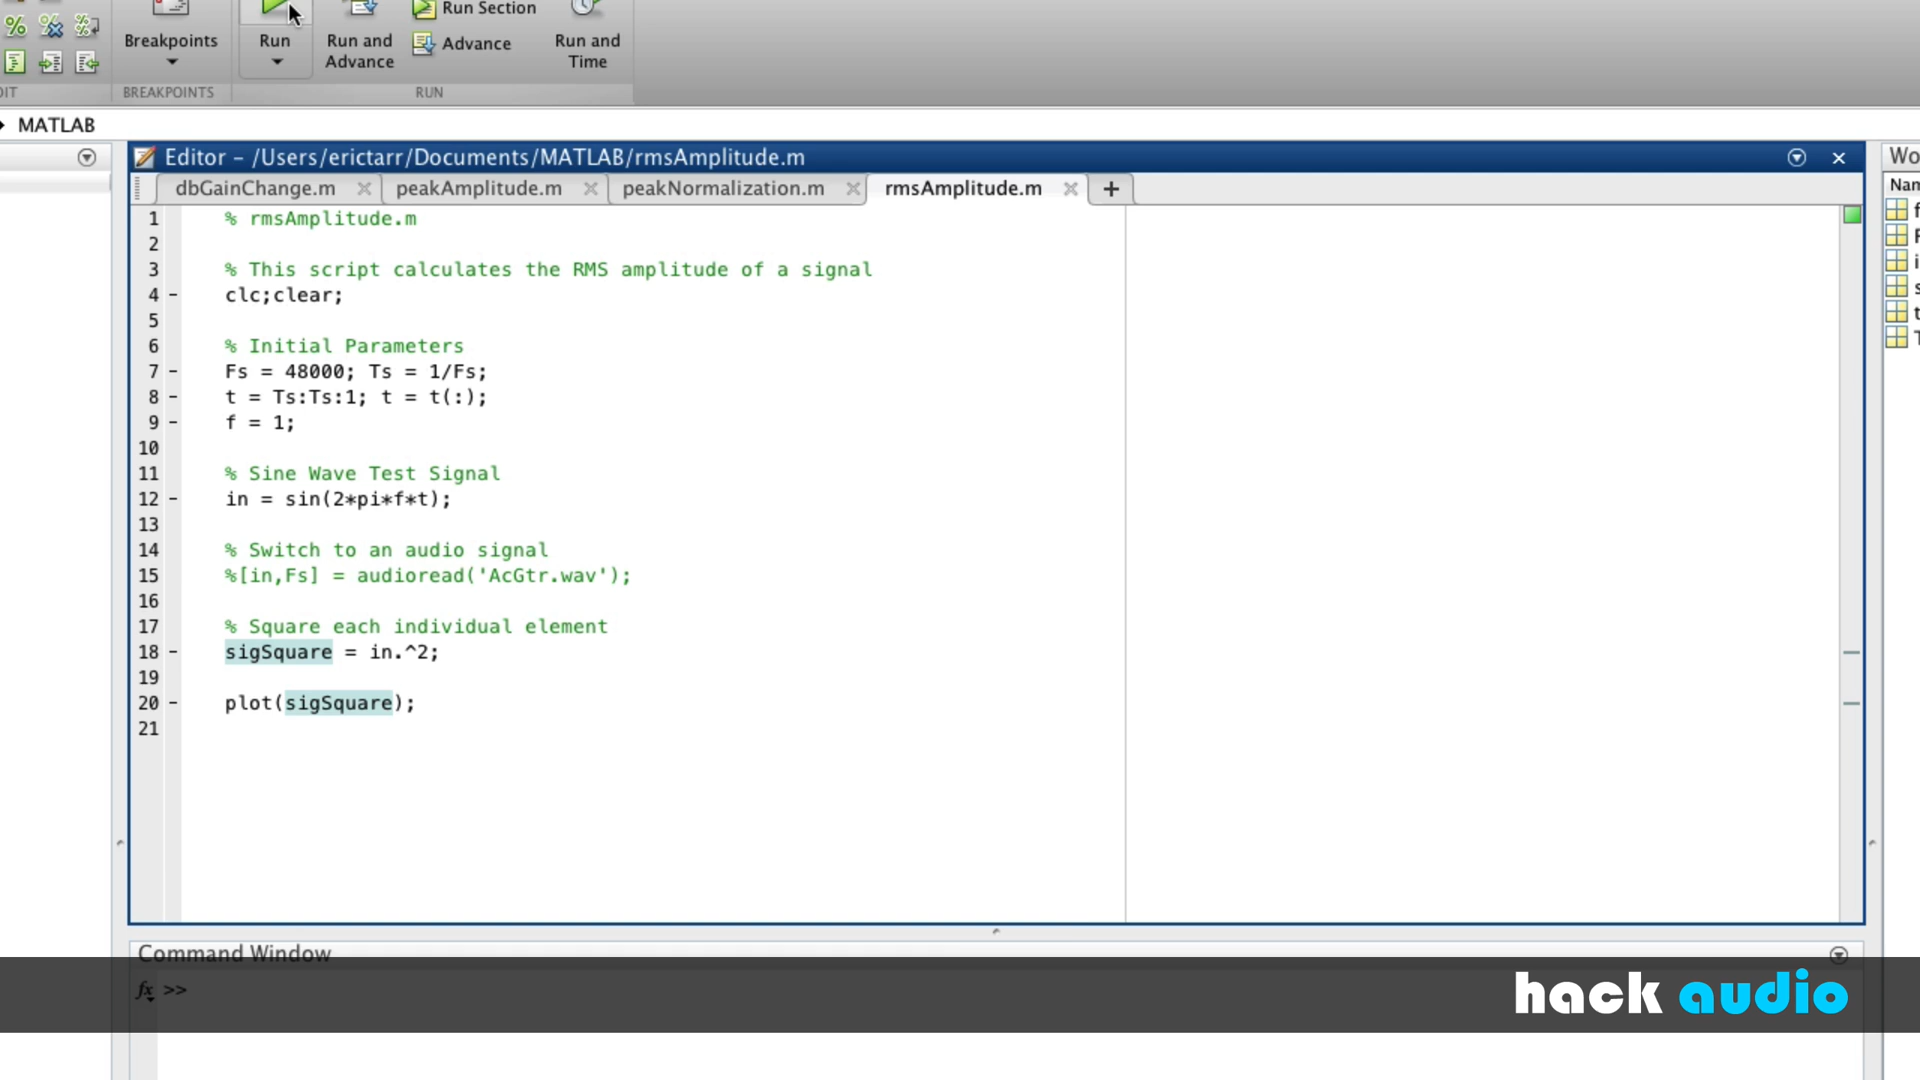 Run Section
Breakpoints
Run
Run and
Advance
Advance
Run and
Time
BREAKPOINTS
RUN
MATLAB
Editor - /Users/erictarr/Documents/MATLAB/rmsAmplitude.m
dbGainChange.m
peakAmplitude.m
peakNormalization.m
rmsAmplitude.m
+
1 % rmsAmplitude.m
2
3 % This script calculates the RMS amplitude of a signal
4 - clc;clear;
5
6 % Initial Parameters
7 - Fs = 48000; Ts = 1/Fs;
8 - t = Ts:Ts:1; t = t(:);
9 - f = 1;
10
11 % Sine Wave Test Signal
12 - in = sin(2*pi*f*t);
13
14 % Switch to an audio signal
15 %[in,Fs] = audioread('AcGtr.wav');
16
17 % Square each individual element
18 - sigSquare = in.^2;
19
20 - plot(sigSquare);
21
Command Window
fx >>
hack audio